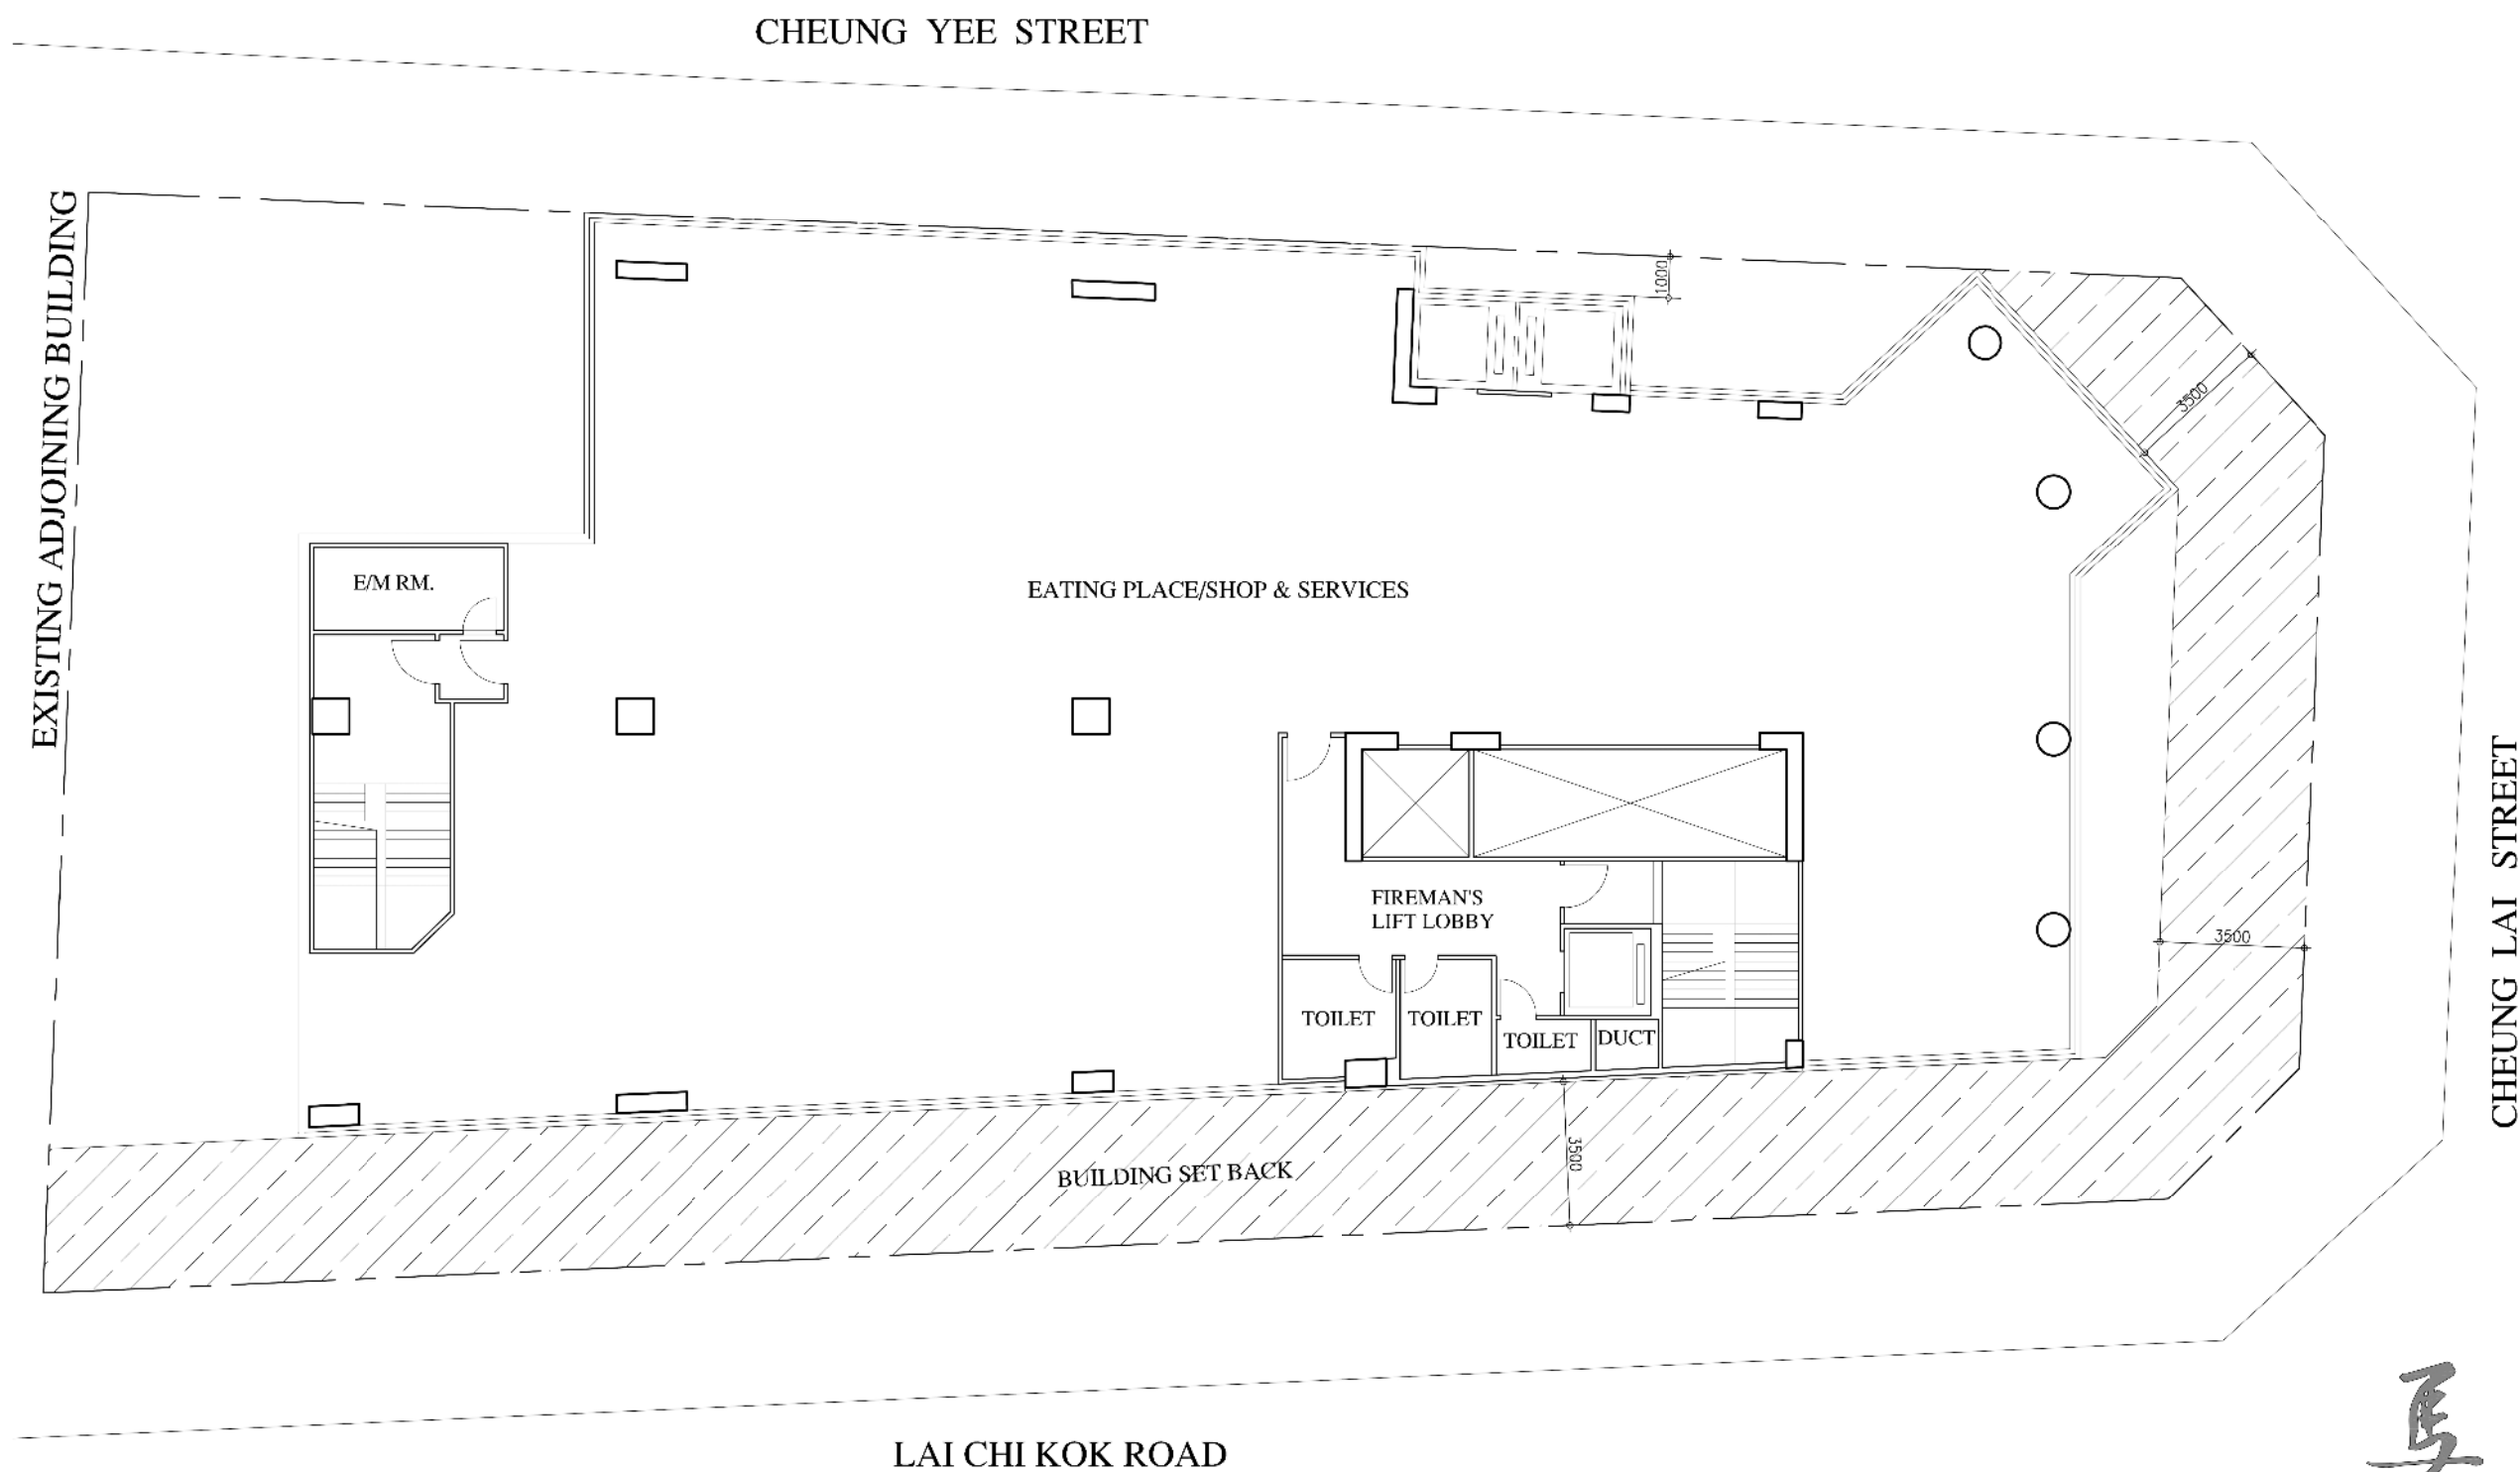 CHEUNG YEE STREET
EXISTING ADJOINING BUILDING
1000
3500
E/M RM.
EATING PLACE/SHOP & SERVICES
CHEUNG LAI STREET
FIREMAN'S
LIFT LOBBY
3500
TOILET
TOILET
TOILET
DUCT
3500
BUILDING SET BACK
LAI CHI KOK ROAD